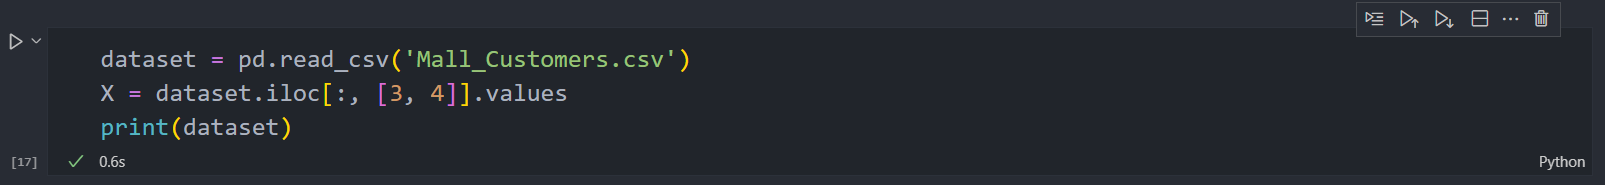 dataset = pd.read_csv('Mall_Customers.csv')
X = dataset.iloc[:, [3, 4]].values
print(dataset)
[17] 0.6s Python